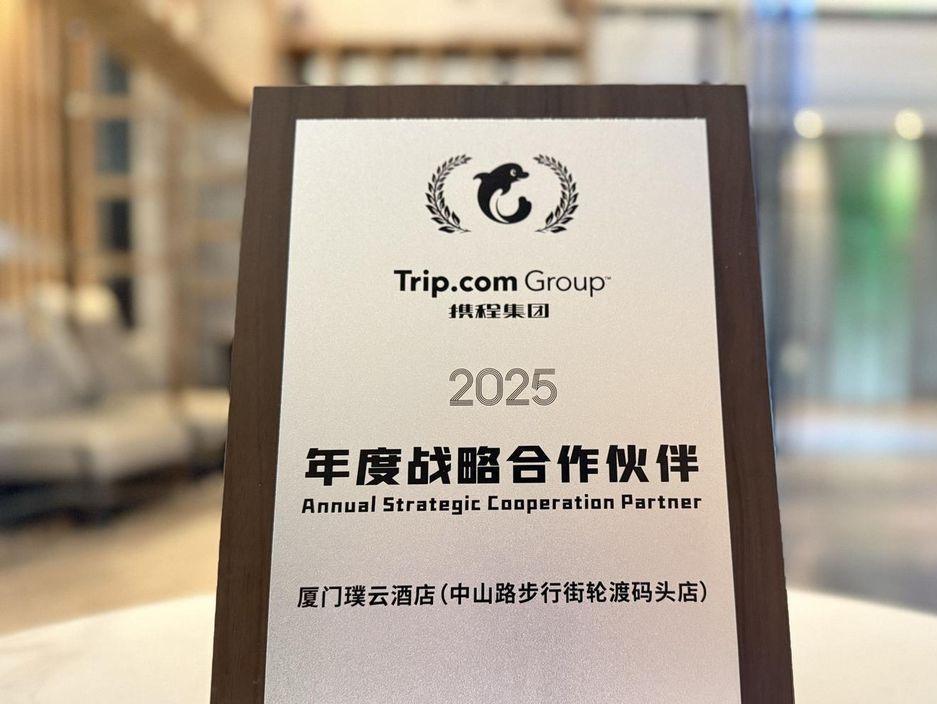 Trip.com Group™
携程集团
2025
年度战略合作伙伴
Annual Strategic Cooperation Partner
厦门璞云酒店(中山路步行街轮渡码头店)